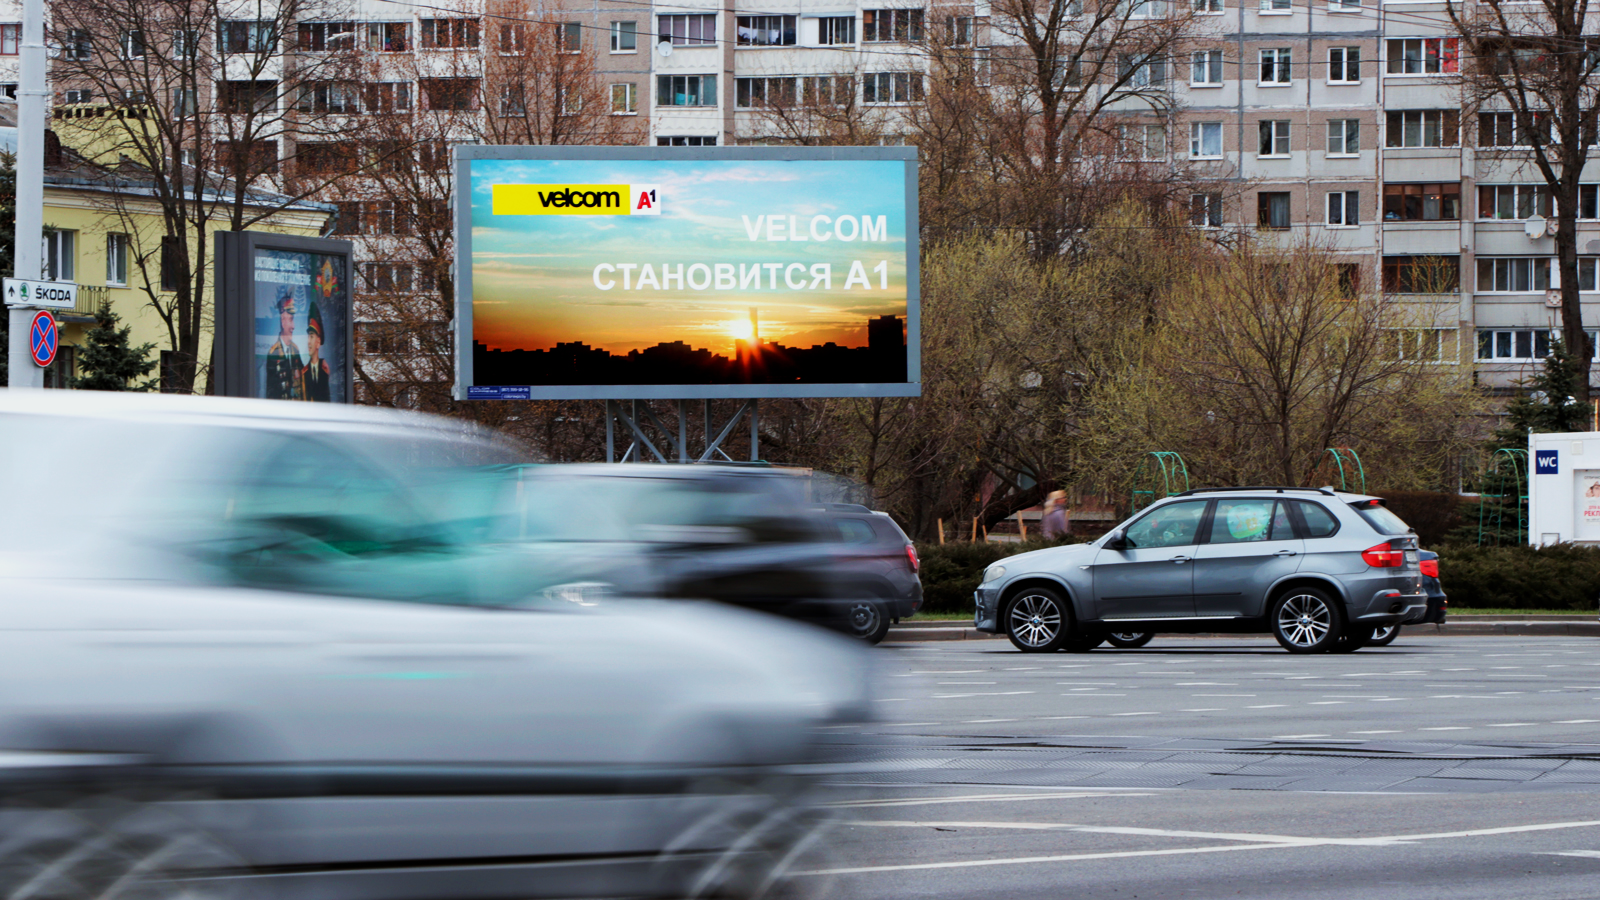 velcom A1
VELCOM
СТАНОВИТСЯ А1
ŠKODA
WC